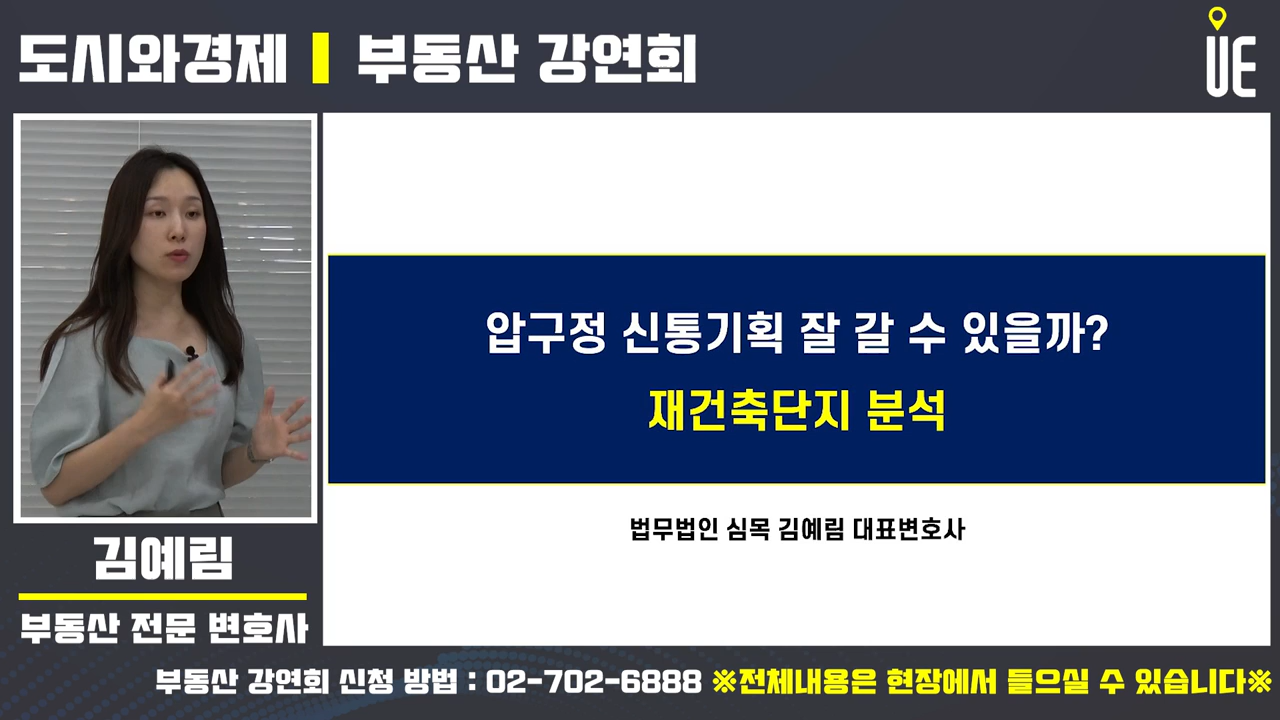 도시와경제 부동산 강연회
UE
압구정 신통기획 잘 갈 수 있을까?
재건축단지 분석
법무법인 심목 김예림 대표변호사
김예림
부동산 전문 변호사
부동산 강연회 신청 방법 : 02-702-6888 ※전체내용은 현장에서 들으실 수 있습니다※